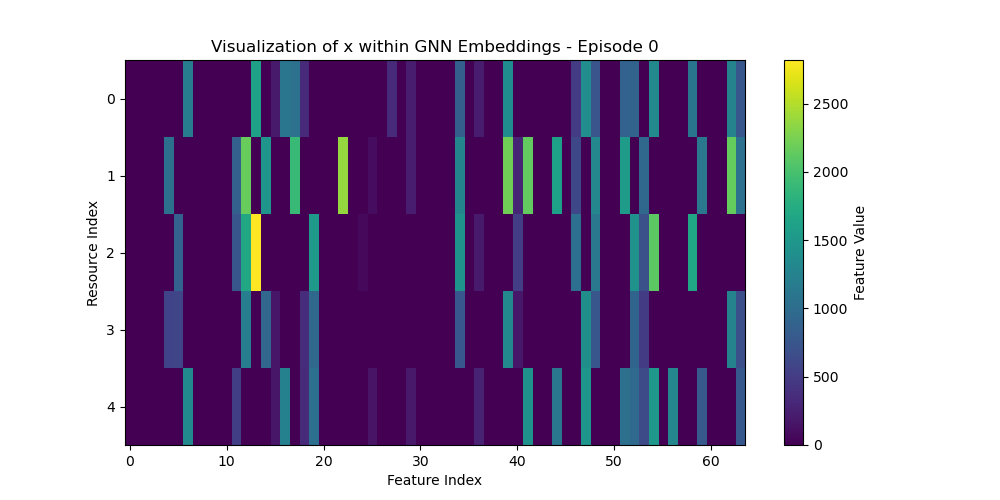 Visualization of x within GNN Embeddings - Episode 0
Resource Index
0
1
2
3
4
0 10 20 30 40 50 60
Feature Index
2500
2000
1500
1000
500
0
Feature Value